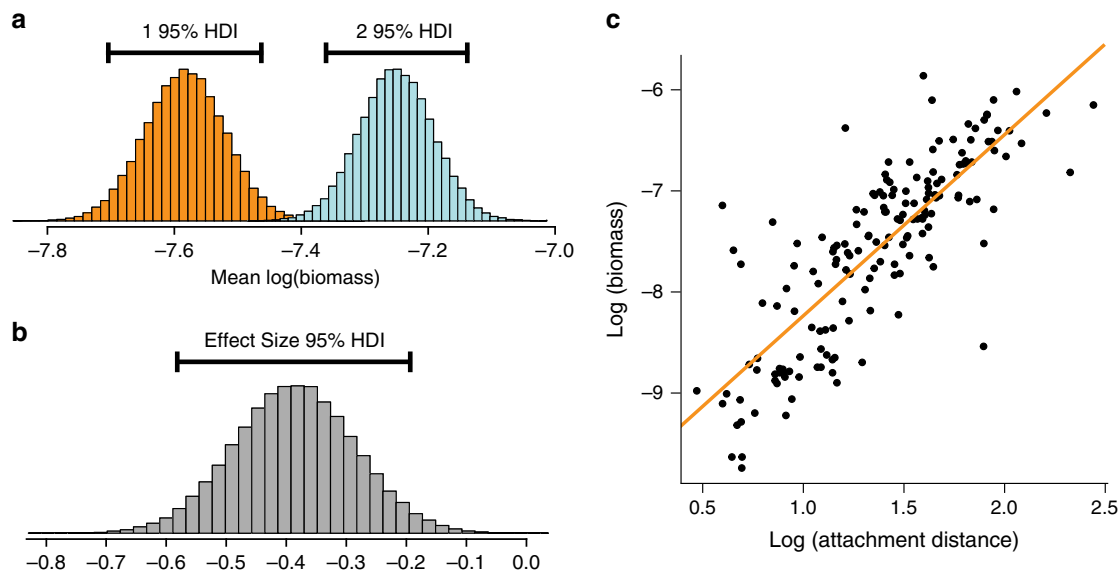 a
1 95% HDI
2 95% HDI
−7.8 −7.6 −7.4 −7.2 −7.0
Mean log(biomass)
b
Effect Size 95% HDI
−0.8 −0.7 −0.6 −0.5 −0.4 −0.3 −0.2 −0.1 0.0
c
−6
−7
−8
−9
Log (biomass)
0.5 1.0 1.5 2.0 2.5
Log (attachment distance)